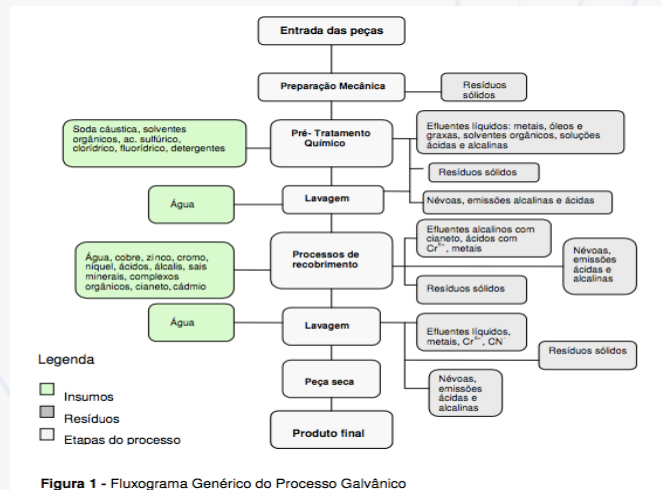 Entrada das peças
Preparação Mecânica
Resíduos
sólidos
Soda cáustica, solventes
orgânicos, ac. sulfúrico,
clorídrico, fluorídrico, detergentes
Pré- Tratamento
Químico
Efluentes líquidos: metais, óleos e
graxas, solventes orgânicos, soluções
ácidas e alcalinas
Resíduos sólidos
Água
Lavagem
Névoas, emissões alcalinas e ácidas
Água, cobre, zinco, cromo,
níquel, ácidos, álcalis, sais
minerais, complexos
orgânicos, cianeto, cádmio
Processos de
recobrimento
Efluentes alcalinos com
cianeto, ácidos com
Cr⁶⁺, metais
Névoas,
emissões
ácidas e
alcalinas
Resíduos sólidos
Água
Lavagem
Efluentes líquidos,
metais, Cr⁶⁺, CN⁻
Resíduos sólidos
Peça seca
Névoas,
emissões
ácidas e
alcalinas
Produto final
Legenda
Insumos
Resíduos
Etapas do processo
Figura 1 - Fluxograma Genérico do Processo Galvânico